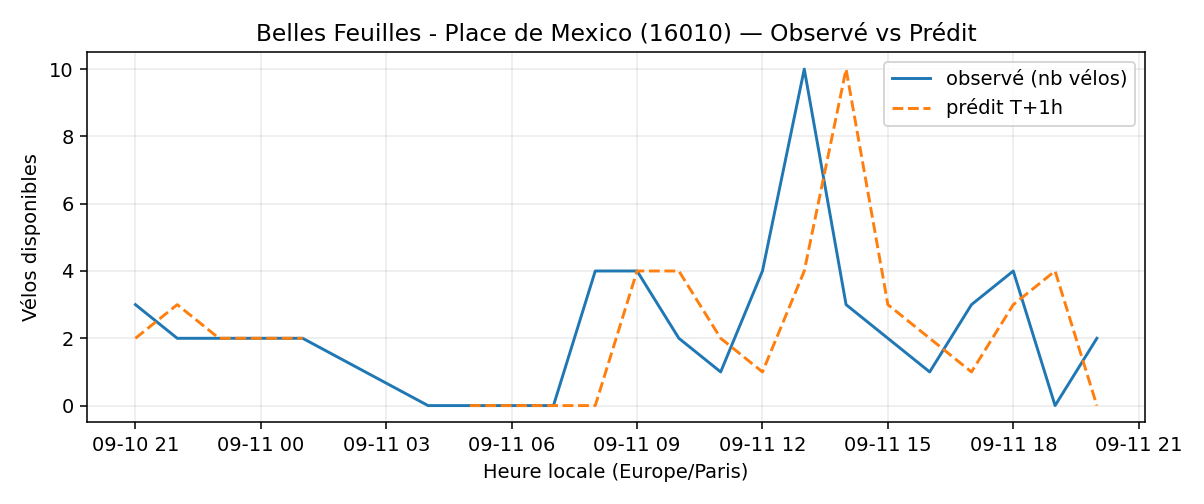 Belles Feuilles - Place de Mexico (16010) — Observé vs Prédit
observé (nb vélos)
prédit T+1h
Vélos disponibles
10
8
6
4
2
0
09-10 21 09-11 00 09-11 03 09-11 06 09-11 09 09-11 12 09-11 15 09-11 18 09-11 21
Heure locale (Europe/Paris)